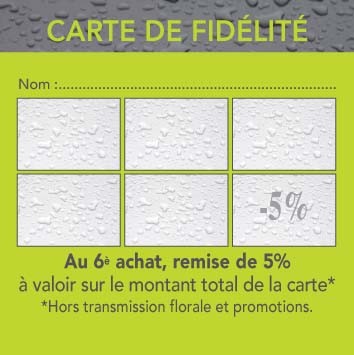 CARTE DE FIDÉLITÉ
Nom :......................................................................
-5%
Au 6è achat, remise de 5%
à valoir sur le montant total de la carte*
*Hors transmission florale et promotions.